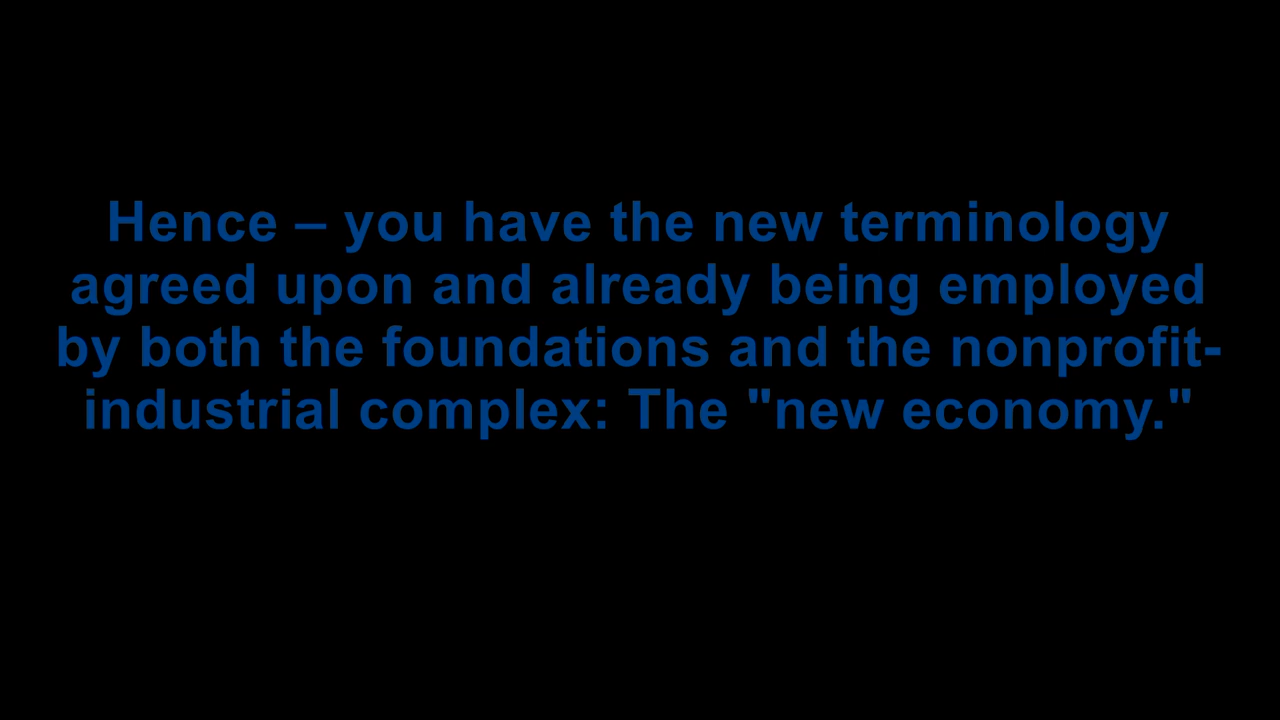 Hence – you have the new terminology
agreed upon and already being employed
by both the foundations and the nonprofit-
industrial complex: The "new economy."